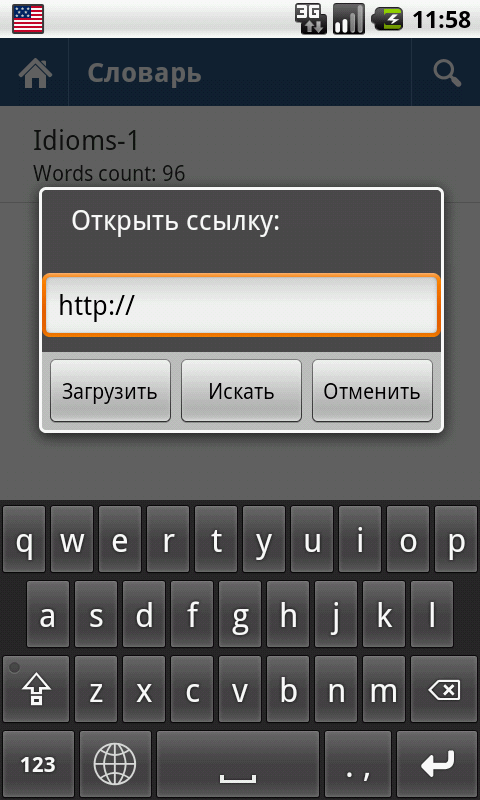 3G 11:58
Словарь
Idioms-1
Words count: 96
Открыть ссылку:
http://
Загрузить Искать Отменить
q w e r t y u i o p
a s d f g h j k l
z x c v b n m
123 . ,